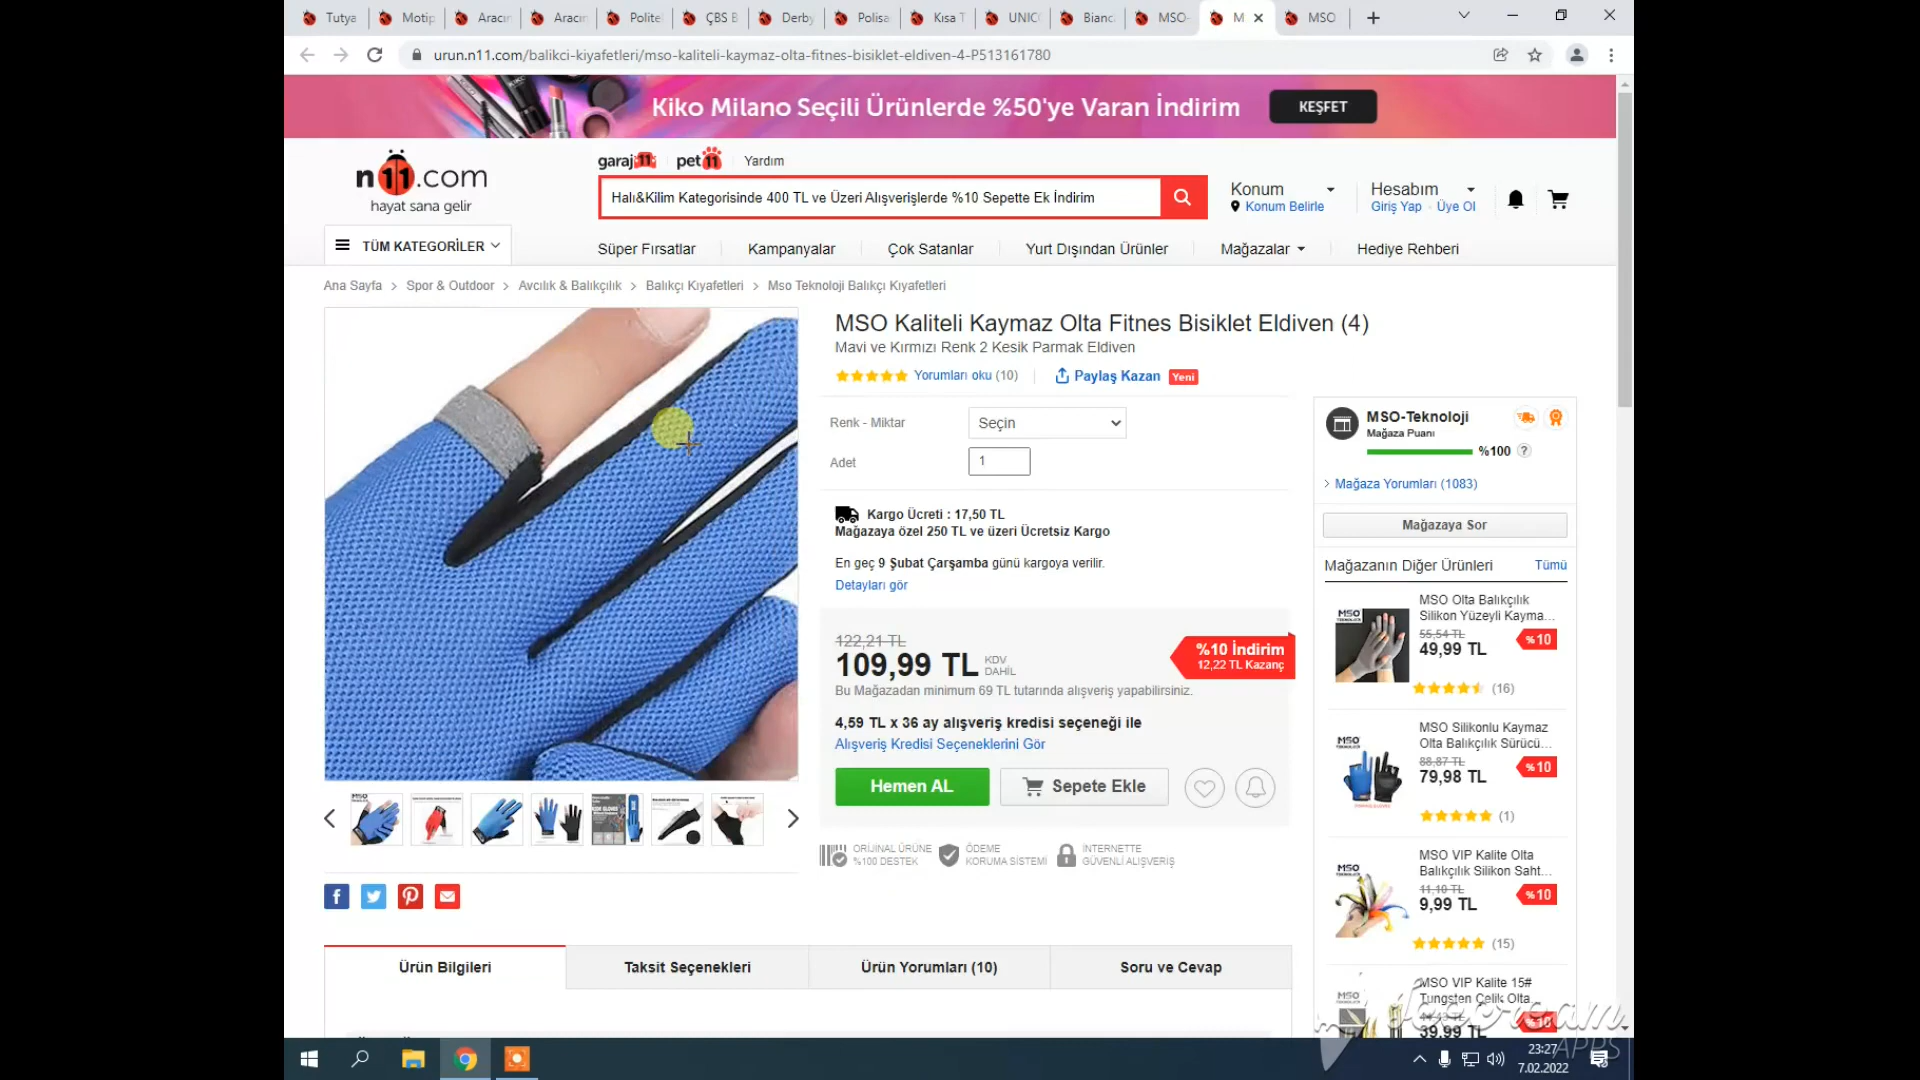 Tutya
Motip
Aracın
Aracın
Polite
ÇBS B
Derby
Polisa
Kısa T
UNIC
Bianc
MSO-
M
MSO
urun.n11.com/balikci-kiyafetleri/mso-kaliteli-kaymaz-olta-fitnes-bisiklet-eldiven-4-P513161780
Kiko Milano Seçili Ürünlerde %50'ye Varan İndirim
KEŞFET
n11.com
hayat sana gelir
garaj11
pet11
Yardım
Halı&Kilim Kategorisinde 400 TL ve Üzeri Alışverişlerde %10 Sepette Ek İndirim
Konum
Konum Belirle
Hesabım
Giriş Yap - Üye Ol
TÜM KATEGORİLER
Süper Fırsatlar
Kampanyalar
Çok Satanlar
Yurt Dışından Ürünler
Mağazalar
Hediye Rehberi
Ana Sayfa > Spor & Outdoor > Avcılık & Balıkçılık > Balıkçı Kıyafetleri > Mso Teknoloji Balıkçı Kıyafetleri
MSO Kaliteli Kaymaz Olta Fitnes Bisiklet Eldiven (4)
Mavi ve Kırmızı Renk 2 Kesik Parmak Eldiven
Yorumları oku (10)
Paylaş Kazan Yeni
Renk - Miktar
Seçin
Adet
1
Kargo Ücreti : 17,50 TL
Mağazaya özel 250 TL ve üzeri Ücretsiz Kargo
En geç 9 Şubat Çarşamba günü kargoya verilir.
Detayları gör
122,21 TL
109,99 TL KDV DAHİL
%10 İndirim
12,22 TL Kazanç
Bu Mağazadan minimum 69 TL tutarında alışveriş yapabilirsiniz.
4,59 TL x 36 ay alışveriş kredisi seçeneği ile
Alışveriş Kredisi Seçeneklerini Gör
Hemen AL
Sepete Ekle
ORİJİNAL ÜRÜNE
%100 DESTEK
ÖDEME
KORUMA SİSTEMİ
INTERNETTE
GÜVENLİ ALIŞVERİŞ
MSO-Teknoloji
Mağaza Puanı
%100 ?
Mağaza Yorumları (1083)
Mağazaya Sor
Mağazanın Diğer Ürünleri
Tümü
MSO
MSO Olta Balıkçılık
Silikon Yüzeyli Kayma...
55,54 TL
49,99 TL
%10
(16)
MSO
MSO Silikonlu Kaymaz
Olta Balıkçılık Sürücü...
88,87 TL
79,98 TL
%10
(1)
MSO
MSO VIP Kalite Olta
Balıkçılık Silikon Saht...
11,10 TL
9,99 TL
%10
(15)
MSO
MSO VIP Kalite 15#
Tungsten Çelik Olta
39,99 TL
%10
Ürün Bilgileri
Taksit Seçenekleri
Ürün Yorumları (10)
Soru ve Cevap
APPS
23:27
7.02.2022